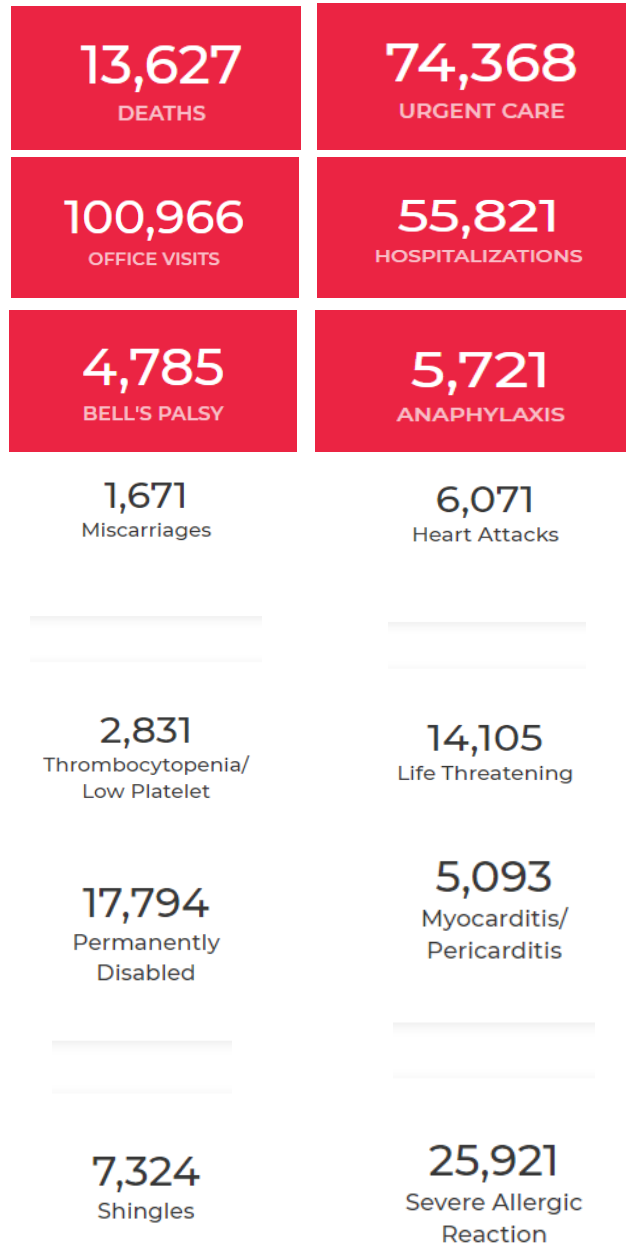 13,627
DEATHS
74,368
URGENT CARE
100,966
OFFICE VISITS
55,821
HOSPITALIZATIONS
4,785
BELL'S PALSY
5,721
ANAPHYLAXIS
1,671
Miscarriages
6,071
Heart Attacks
2,831
Thrombocytopenia/
Low Platelet
14,105
Life Threatening
17,794
Permanently
Disabled
5,093
Myocarditis/
Pericarditis
7,324
Shingles
25,921
Severe Allergic
Reaction